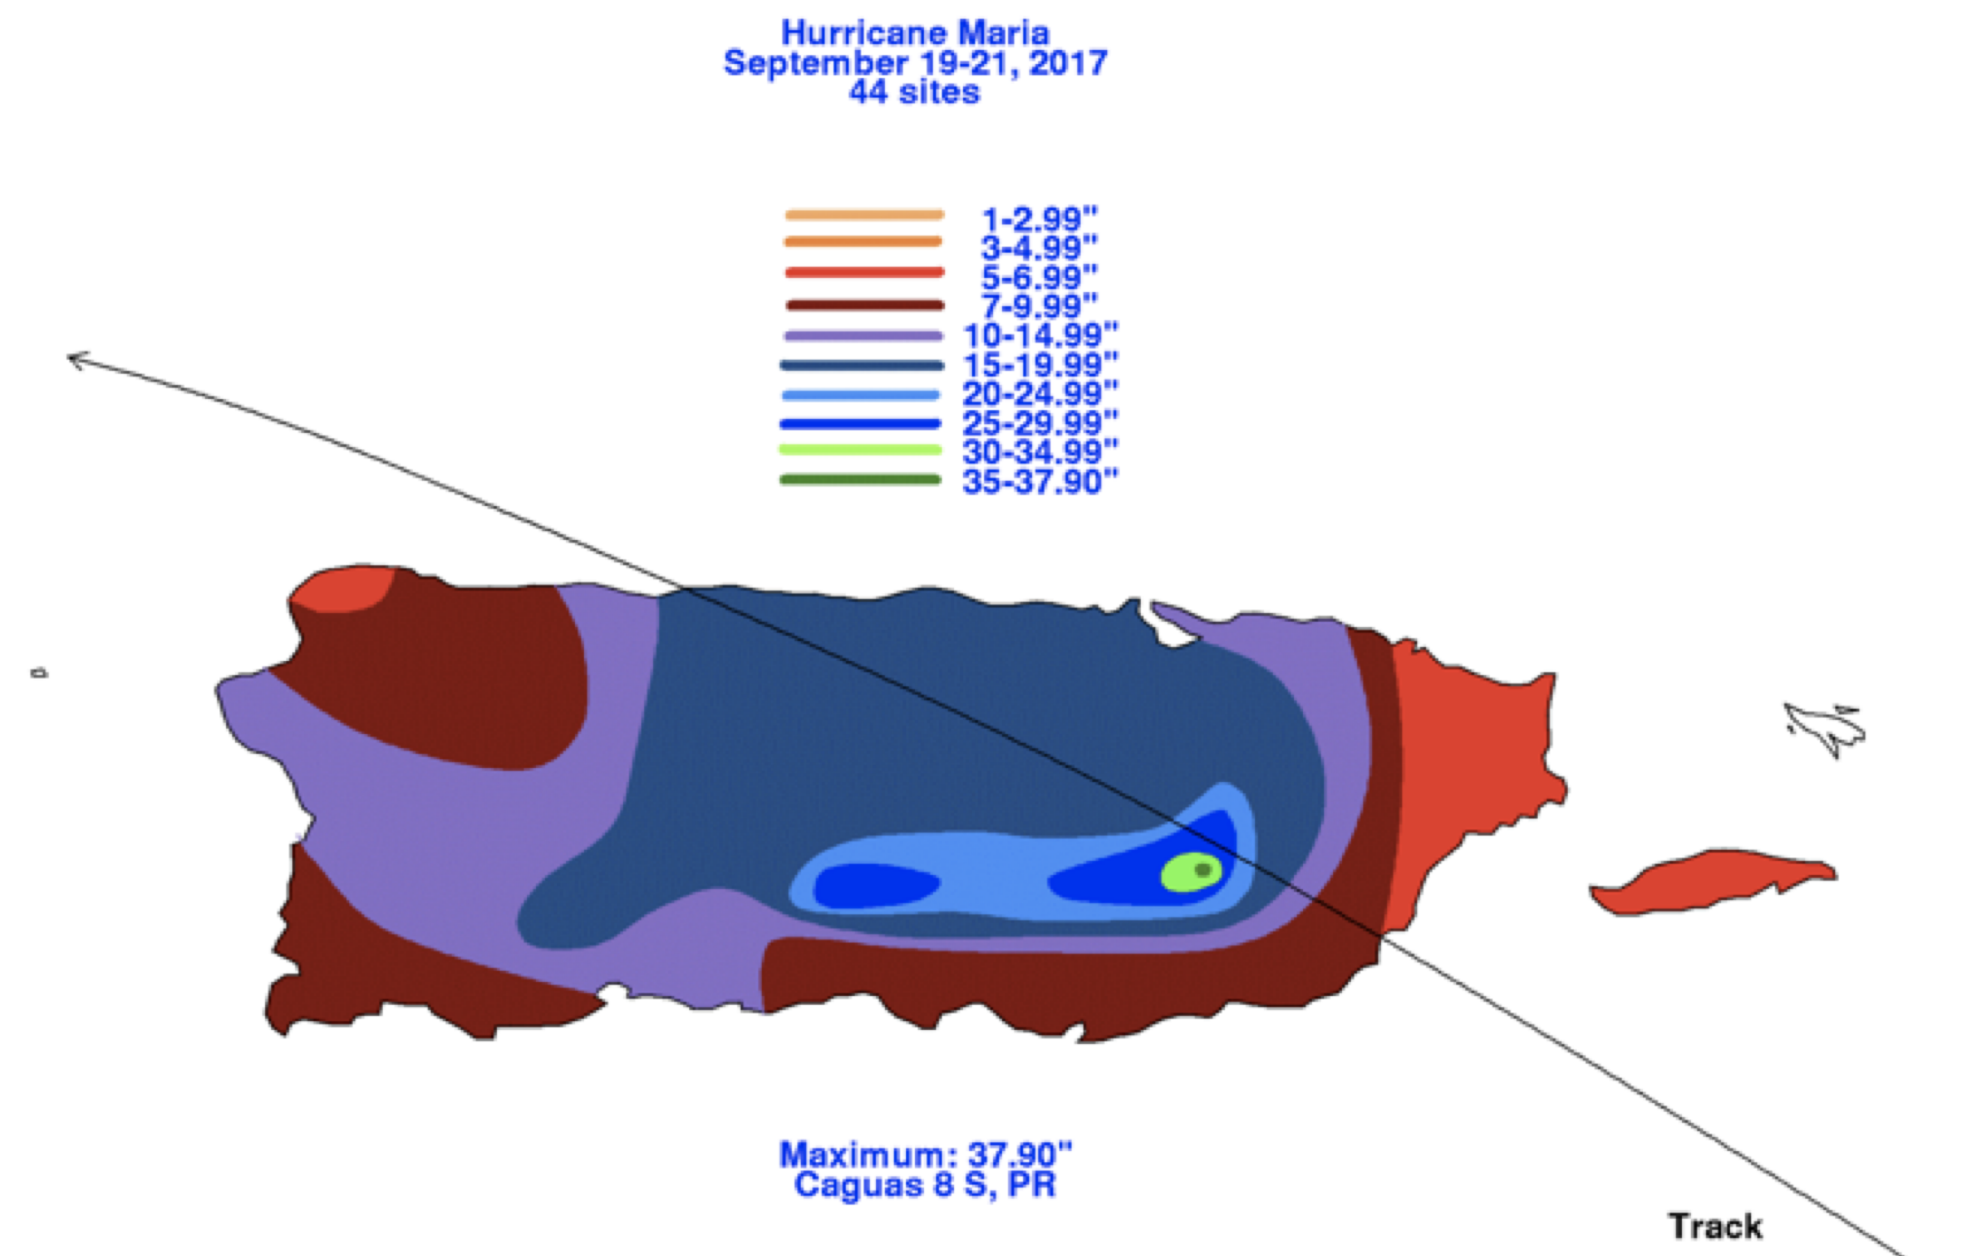 Hurricane Maria
September 19-21, 2017
44 sites
1-2.99"
3-4.99"
5-6.99"
7-9.99"
10-14.99"
15-19.99"
20-24.99"
25-29.99"
30-34.99"
35-37.90"
Maximum: 37.90"
Caguas 8 S, PR
Track